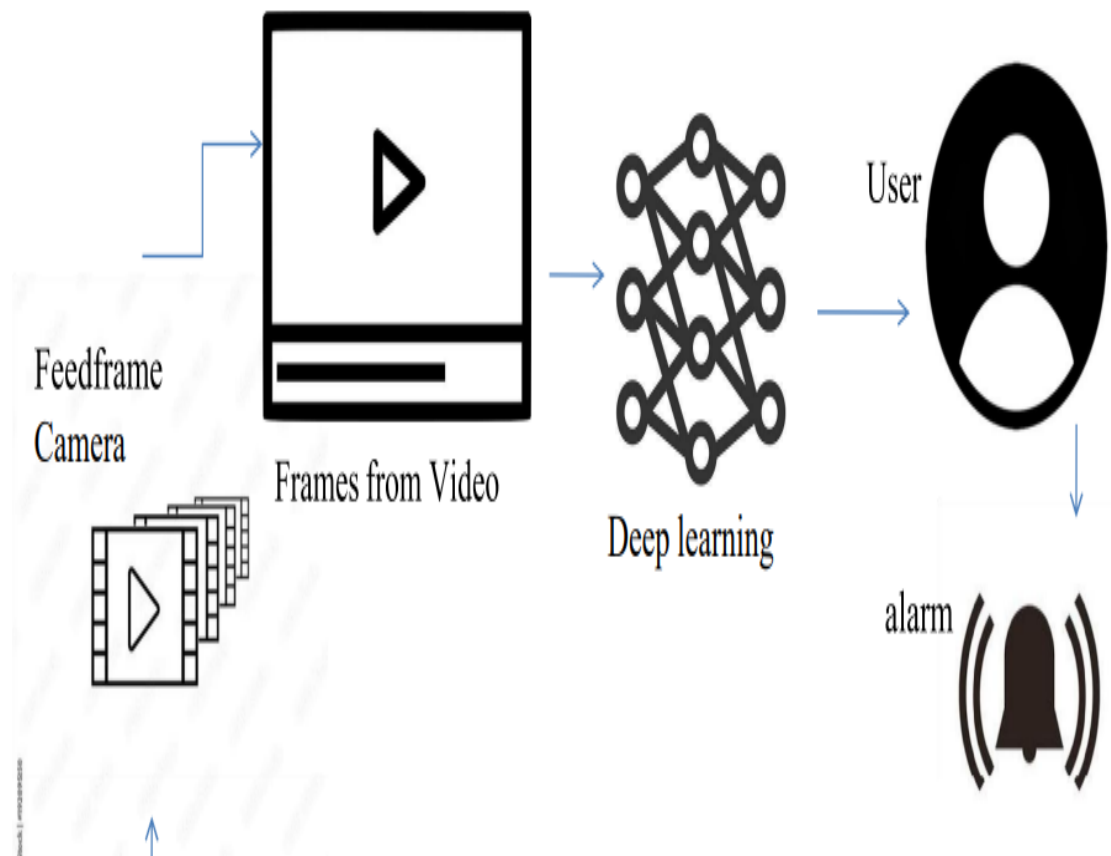 Feedframe
Camera
Frames from Video
Deep learning
User
alarm